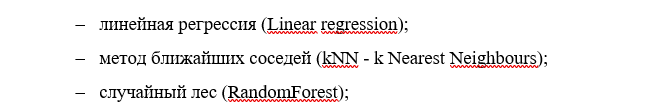 – линейная регрессия (Linear regression);
– метод ближайших соседей (kNN - k Nearest Neighbours);
– случайный лес (RandomForest);